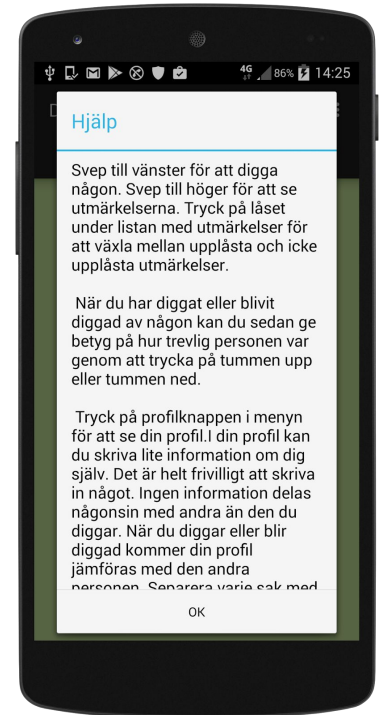 4G 86% 14:25
Hjälp
Svep till vänster för att digga
någon. Svep till höger för att se
utmärkelserna. Tryck på låset
under listan med utmärkelser för
att växla mellan upplåsta och icke
upplåsta utmärkelser.
När du har diggat eller blivit
diggad av någon kan du sedan ge
betyg på hur trevlig personen var
genom att trycka på tummen upp
eller tummen ned.
Tryck på profilknappen i menyn
för att se din profil.I din profil kan
du skriva lite information om dig
själv. Det är helt frivilligt att skriva
in något. Ingen information delas
någonsin med andra än den du
diggar. När du diggar eller blir
diggad kommer din profil
jämföras med den andra
personen. Separera varje sak med
OK